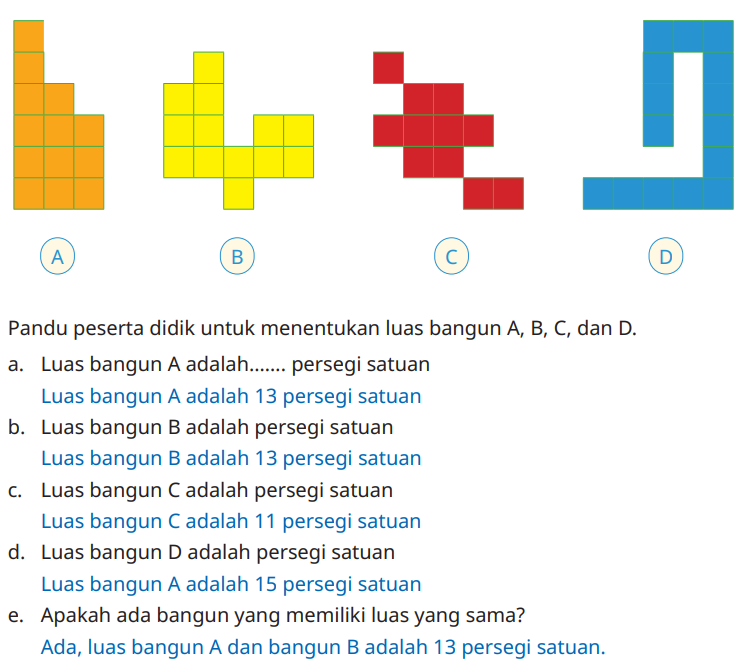 A B C D
Pandu peserta didik untuk menentukan luas bangun A, B, C, dan D.
a. Luas bangun A adalah....... persegi satuan
Luas bangun A adalah 13 persegi satuan
b. Luas bangun B adalah persegi satuan
Luas bangun B adalah 13 persegi satuan
c. Luas bangun C adalah persegi satuan
Luas bangun C adalah 11 persegi satuan
d. Luas bangun D adalah persegi satuan
Luas bangun A adalah 15 persegi satuan
e. Apakah ada bangun yang memiliki luas yang sama?
Ada, luas bangun A dan bangun B adalah 13 persegi satuan.